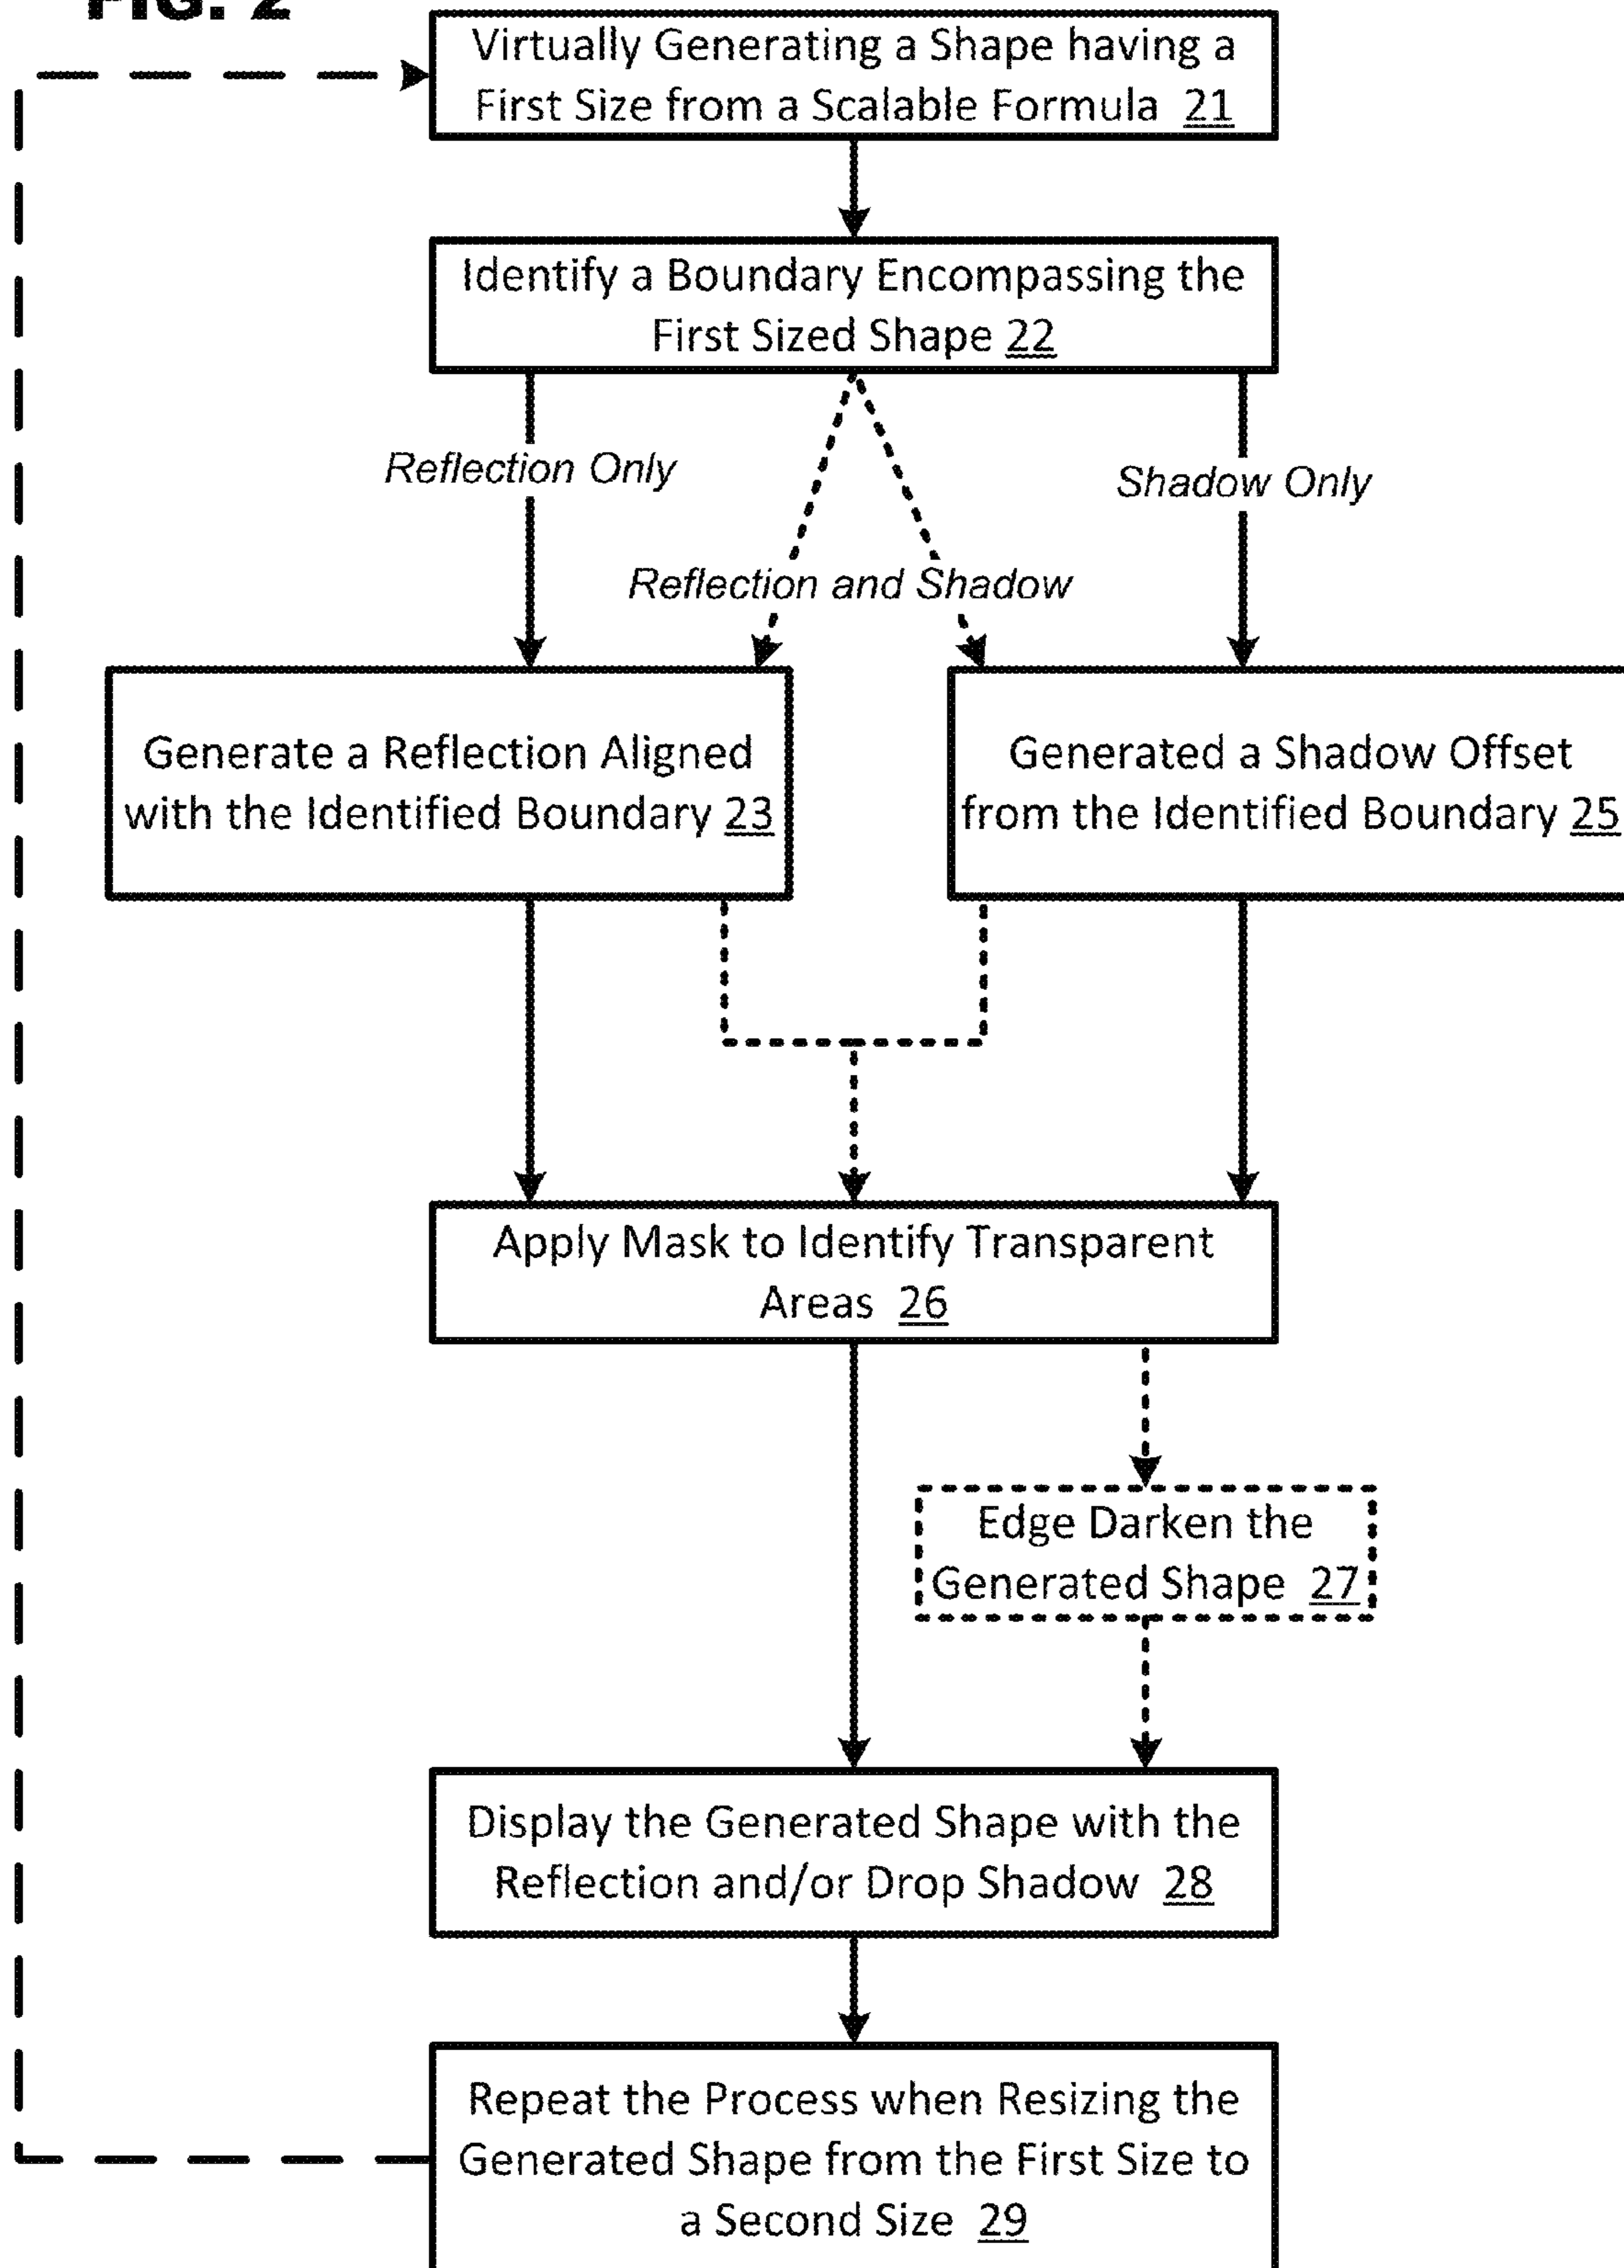 FIG. 2
Virtually Generating a Shape having a
First Size from a Scalable Formula 21
Identify a Boundary Encompassing the
First Sized Shape 22
Reflection Only
Shadow Only
Reflection and Shadow
Generate a Reflection Aligned
with the Identified Boundary 23
Generated a Shadow Offset
from the Identified Boundary 25
Apply Mask to Identify Transparent
Areas 26
Edge Darken the
Generated Shape 27
Display the Generated Shape with the
Reflection and/or Drop Shadow 28
Repeat the Process when Resizing the
Generated Shape from the First Size to
a Second Size 29